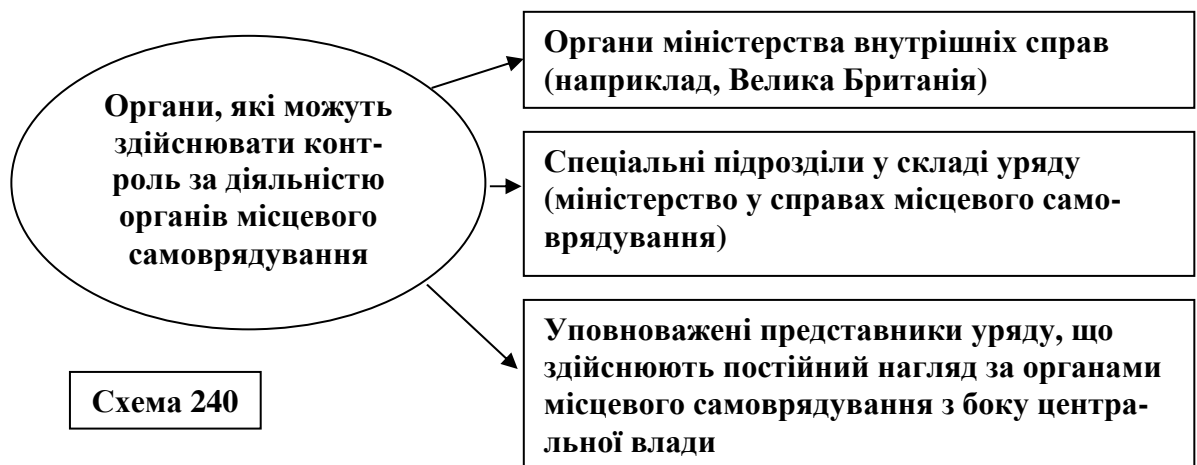 Органи, які можуть
здійснювати конт-
роль за діяльністю
органів місцевого
самоврядування
Органи міністерства внутрішніх справ
(наприклад, Велика Британія)
Спеціальні підрозділи у складі уряду
(міністерство у справах місцевого само-
врядування)
Уповноважені представники уряду, що
здійснюють постійний нагляд за органами
місцевого самоврядування з боку центра-
льної влади
Схема 240